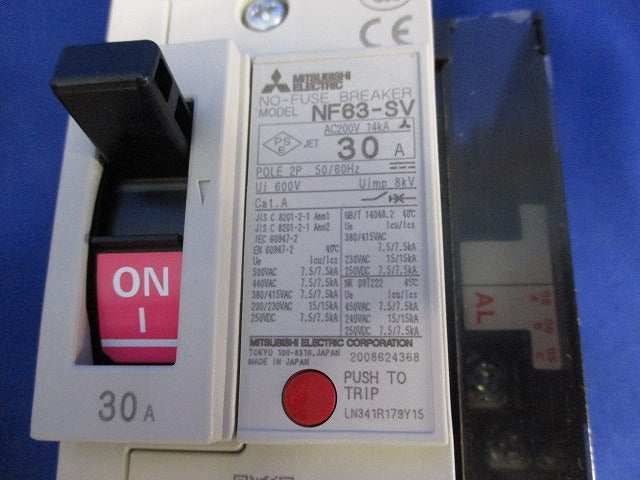 CE
MITSUBISHI ELECTRIC
NO-FUSE BREAKER
MODEL NF63-SV
AC200V 14kA
PS E JET 30 A
POLE 2P 50/60Hz
Ui 600V Uimp 8kV
Cat.A
JIS C 8201-2-1 Ann1
JIS C 8201-2-1 Ann2
IEC 60947-2
EN 60947-2 40℃
Ue Icu/Ics
500VAC 7.5/7.5kA
440VAC 7.5/7.5kA
380/415VAC 7.5/7.5kA
200/230VAC 15/15kA
250VDC 7.5/7.5kA
GB/T 14048.2 40℃
Ue Icu/Ics
380/415VAC
7.5/7.5kA
230VAC 15/15kA
250VDC 7.5/7.5kA
NK 09T222 45℃
Ue Icu/Ics
450VAC 7.5/7.5kA
240VAC 15/15kA
250VDC 7.5/7.5kA
MITSUBISHI ELECTRIC CORPORATION
TOKYO 100-8310,JAPAN 2008624368
MADE IN JAPAN
PUSH TO
TRIP
LN341R179Y15
ON
I
30 A
AL